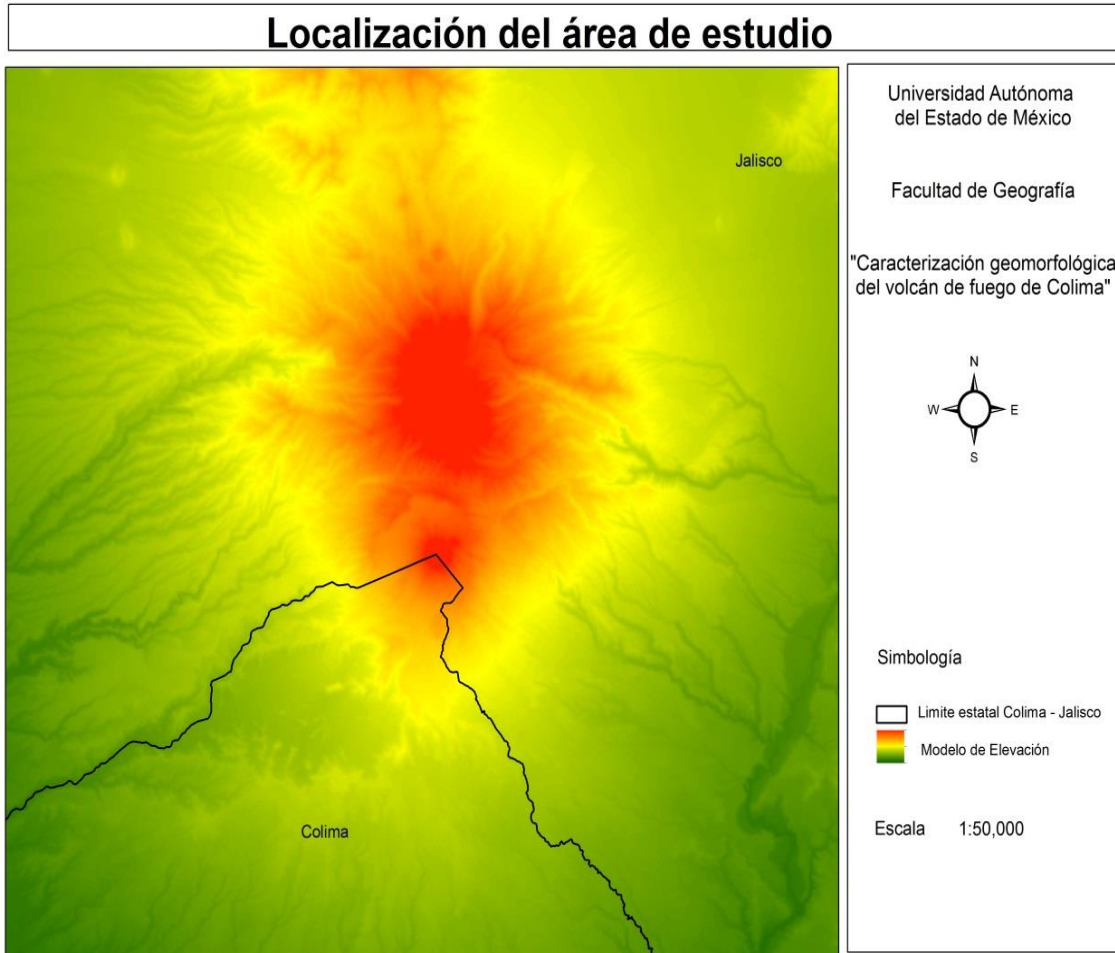 Localización del área de estudio
Jalisco
Colima
Universidad Autónoma
del Estado de México
Facultad de Geografía
"Caracterización geomorfológica
del volcán de fuego de Colima"
N
W E
S
Simbología
Limite estatal Colima - Jalisco
Modelo de Elevación
Escala 1:50,000